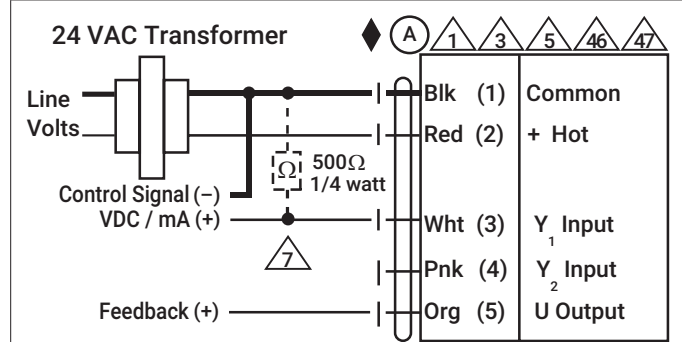 24 VAC Transformer
A 1 3 5 46 47
Line
Volts
Blk (1) Common
Red (2) + Hot
Ω 500Ω
1/4 watt
Control Signal (–)
VDC / mA (+)
Wht (3) Y1 Input
7
Pnk (4) Y2 Input
Feedback (+)
Org (5) U Output